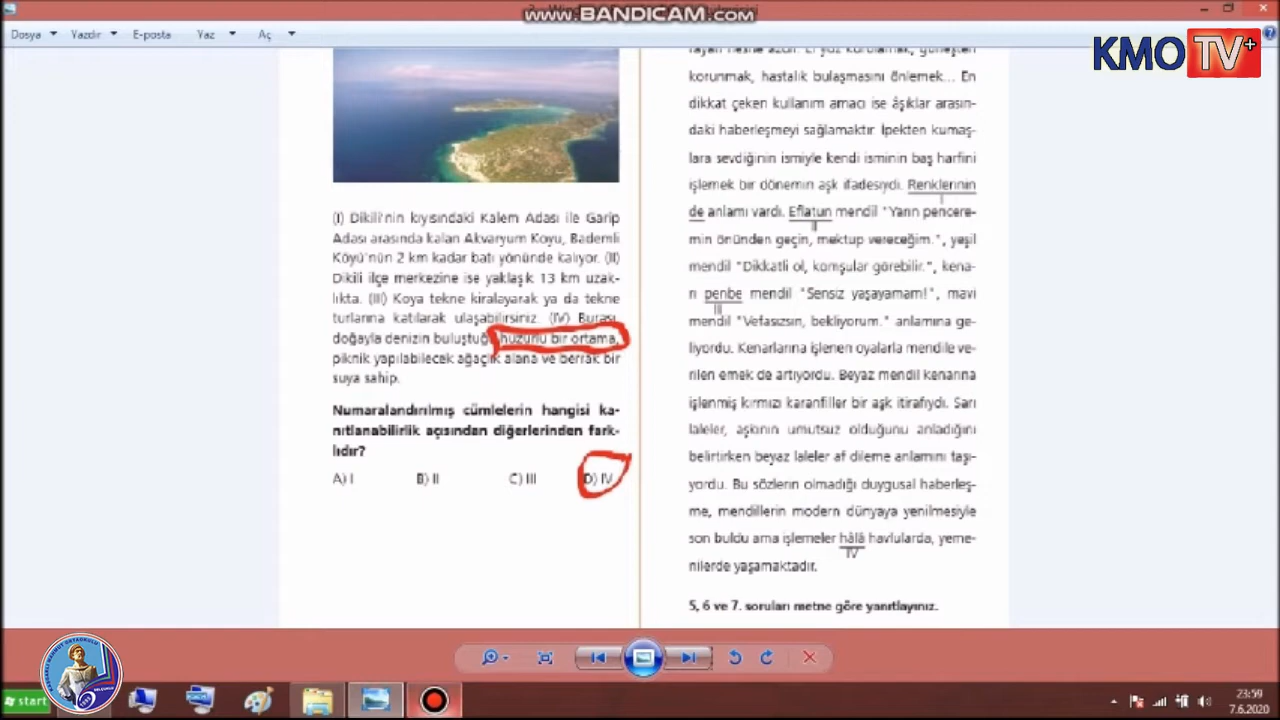 www.BANDICAM.com
Dosya
Yazdır
E-posta
Yaz
Aç
KMO TV+
(I) Dikili'nin kıyısındaki Kalem Adası ile Garip
Adası arasında kalan Akvaryum Koyu, Bademli
Köyü'nün 2 km kadar batı yönünde kalıyor. (II)
Dikili ilçe merkezine ise yaklaşık 13 km uzak-
lıkta. (III) Koya tekne kiralayarak ya da tekne
turlarına katılarak ulaşabilirsiniz. (IV) Burası,
doğayla denizin buluştuğu huzurlu bir ortama,
piknik yapılabilecek ağaçlık alana ve berrak bir
suya sahip.
Numaralandırılmış cümlelerin hangisi ka-
nıtlanabilirlik açısından diğerlerinden fark-
lıdır?
A) I
B) II
C) III
D) IV
korunmak, hastalık bulaşmasını önlemek... En
dikkat çeken kullanım amacı ise âşıklar arasın-
daki haberleşmeyi sağlamaktır. İpekten kumaş-
lara sevdiğinin ismiyle kendi isminin baş harfini
işlemek bir dönemin aşk ifadesiydi. Renklerinin
I
de anlamı vardı. Eflatun mendil "Yarın pencere-
II
min önünden geçin, mektup vereceğim.", yeşil
mendil "Dikkatli ol, komşular görebilir.", kena-
rı penbe mendil "Sensiz yaşayamam!", mavi
III
mendil "Vefasızsın, bekliyorum." anlamına ge-
liyordu. Kenarlarına işlenen oyalarla mendile ve-
rilen emek de artıyordu. Beyaz mendil kenarına
işlenmiş kırmızı karanfiller bir aşk itirafıydı. Sarı
laleler, aşkının umutsuz olduğunu anladığını
belirtirken beyaz laleler af dileme anlamını taşı-
yordu. Bu sözlerin olmadığı duygusal haberleş-
me, mendillerin modern dünyaya yenilmesiyle
son buldu ama işlemeler hâlâ havlularda, yeme-
IV
nilerde yaşamaktadır.
5, 6 ve 7. soruları metne göre yanıtlayınız.
start
23:59
7.6.2020